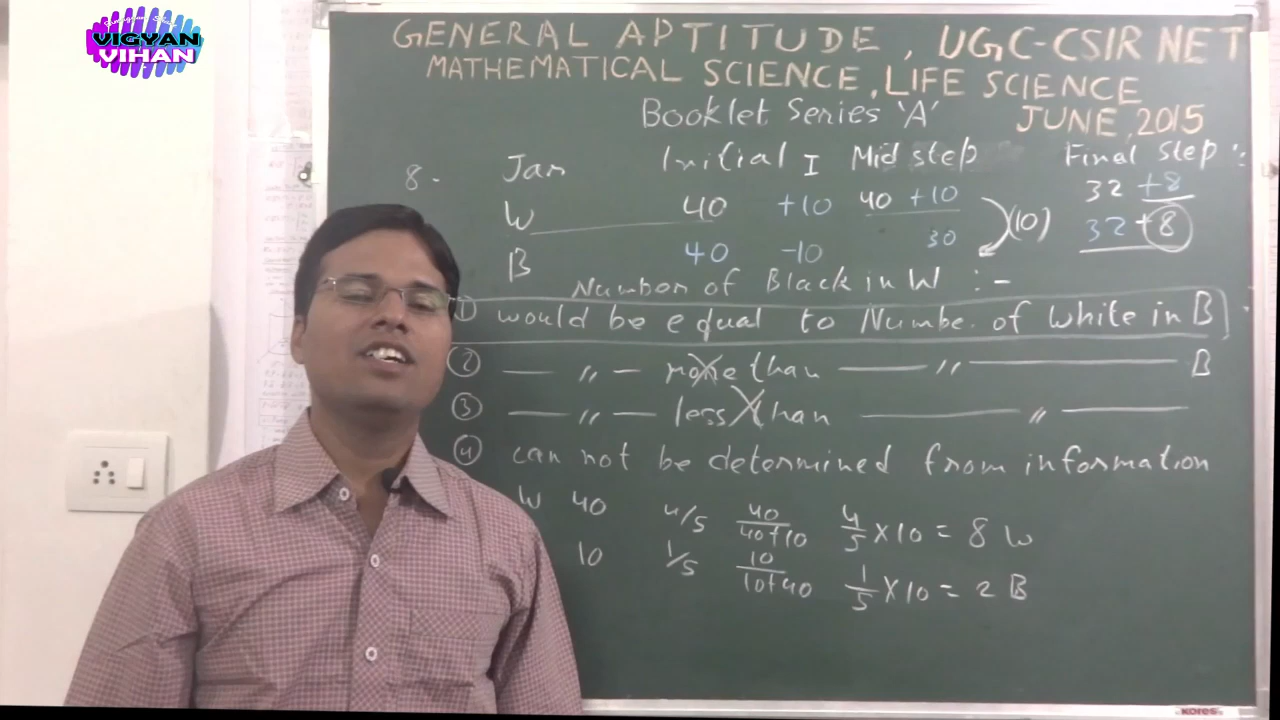 VIGYAN
VIHAN
GENERAL APTITUDE, UGC-CSIR NET
MATHEMATICAL SCIENCE, LIFE SCIENCE
Booklet Series 'A' JUNE, 2015
8. Jar Initial I Mid step Final Step :
W 40 +10 40 +10 (10) 32 +8
B 40 -10 30 32 +8
Number of Black in W :-
① would be equal to Number of White in B
② — 〃 — more than — 〃 — B
③ — 〃 — less than — 〃 —
④ can not be determined from information
W 40 4/5 40/40+10 4/5 × 10 = 8 W
10 1/5 10/10+40 1/5 × 10 = 2 B
kores